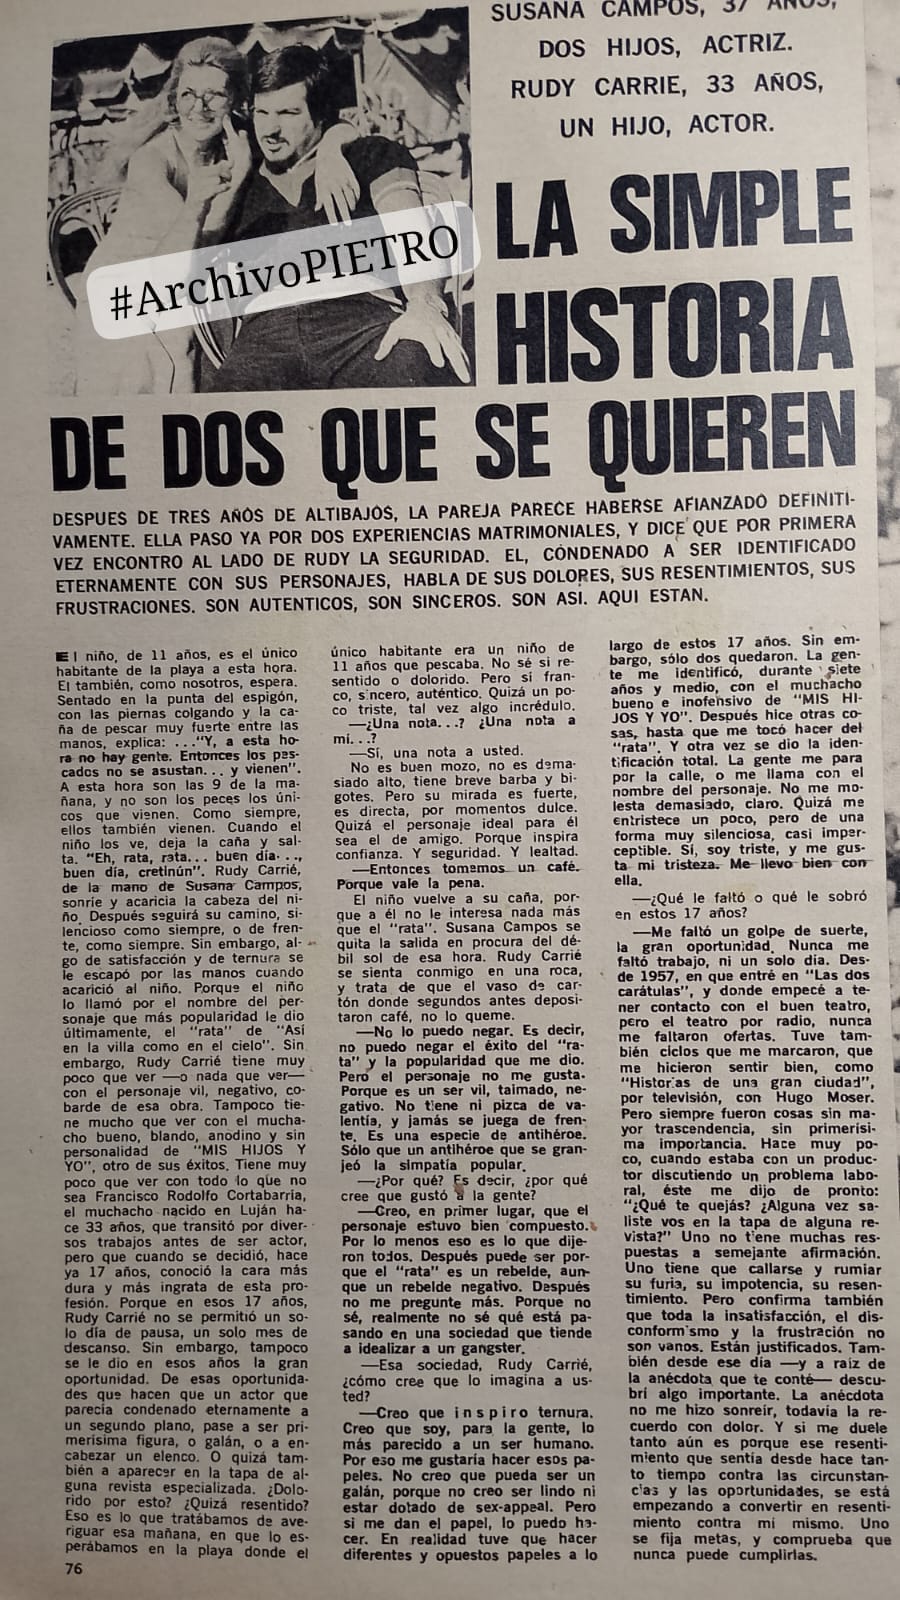 SUSANA CAMPOS, 37 AÑOS,
DOS HIJOS, ACTRIZ.
RUDY CARRIE, 33 AÑOS,
UN HIJO, ACTOR.
#ArchivoPIETRO
LA SIMPLE
HISTORIA
DE DOS QUE SE QUIEREN
DESPUES DE TRES AÑOS DE ALTIBAJOS, LA PAREJA PARECE HABERSE AFIANZADO DEFINITI-
VAMENTE. ELLA PASO YA POR DOS EXPERIENCIAS MATRIMONIALES, Y DICE QUE POR PRIMERA
VEZ ENCONTRO AL LADO DE RUDY LA SEGURIDAD. EL, CONDENADO A SER IDENTIFICADO
ETERNAMENTE CON SUS PERSONAJES, HABLA DE SUS DOLORES, SUS RESENTIMIENTOS, SUS
FRUSTRACIONES. SON AUTENTICOS, SON SINCEROS. SON ASI. AQUI ESTAN.
El niño, de 11 años, es el único
habitante de la playa a esta hora.
El también, como nosotros, espera.
Sentado en la punta del espigón,
con las piernas colgando y la ca-
ña de pescar muy fuerte entre las
manos, explica: ..."Y, a esta ho-
ra no hay gente. Entonces los pes-
cados no se asustan... y vienen".
A esta hora son las 9 de la ma-
ñana, y no son los peces los úni-
cos que vienen. Como siempre,
ellos también vienen. Cuando el
niño los ve, deja la caña y sal-
ta. "Eh, rata, rata... buen día...,
buen día, cretinún". Rudy Carrié,
de la mano de Susana Campos,
sonríe y acaricia la cabeza del ni-
ño. Después seguirá su camino, si-
lencioso como siempre, o de fren-
te, como siempre. Sin embargo, al-
go de satisfacción y de ternura se
le escapó por las manos cuando
acarició al niño. Porque el niño
lo llamó por el nombre del per-
sonaje que más popularidad le dio
últimamente, el "rata" de "Así
en la villa como en el cielo". Sin
embargo, Rudy Carrié tiene muy
poco que ver —o nada que ver—
con el personaje vil, negativo, co-
barde de esa obra. Tampoco tie-
ne mucho que ver con el mucha-
cho bueno, blando, anodino y sin
personalidad de "MIS HIJOS Y
YO", otro de sus éxitos. Tiene muy
poco que ver con todo lo que no
sea Francisco Rodolfo Cortabarría,
el muchacho nacido en Luján ha-
ce 33 años, que transitó por diver-
sos trabajos antes de ser actor,
pero que cuando se decidió, hace
ya 17 años, conoció la cara más
dura y más ingrata de esta pro-
fesión. Porque en esos 17 años,
Rudy Carrié no se permitió un so-
lo día de pausa, un solo mes de
descanso. Sin embargo, tampoco
se le dio en esos años la gran
oportunidad. De esas oportunida-
des que hacen que un actor que
parecía condenado eternamente a
un segundo plano, pase a ser pri-
merísima figura, o galán, o a en-
cabezar un elenco. O quizá tam-
bién a aparecer en la tapa de al-
guna revista especializada. ¿Dolo-
rido por esto? ¿Quizá resentido?
Eso es lo que tratábamos de ave-
riguar esa mañana, en que lo es-
perábamos en la playa donde el
76
único habitante era un niño de
11 años que pescaba. No sé si re-
sentido o dolorido. Pero sí fran-
co, sincero, auténtico. Quizá un po-
co triste, tal vez algo incrédulo.
—¿Una nota...? ¿Una nota a
mí...?
—Sí, una nota a usted.
No es buen mozo, no es dema-
siado alto, tiene breve barba y bi-
gotes. Pero su mirada es fuerte,
es directa, por momentos dulce.
Quizá el personaje ideal para él
sea el de amigo. Porque inspira
confianza. Y seguridad. Y lealtad.
—Entonces tomemos un café.
Porque vale la pena.
El niño vuelve a su caña, por-
que a él no le interesa nada más
que el "rata". Susana Campos se
quita la salida en procura del dé-
bil sol de esa hora. Rudy Carrié
se sienta conmigo en una roca,
y trata de que el vaso de car-
tón donde segundos antes deposi-
taron café, no lo queme.
—No lo puedo negar. Es decir,
no puedo negar el éxito del "ra-
ta" y la popularidad que me dio.
Pero el personaje no me gusta.
Porque es un ser vil, taimado, ne-
gativo. No tiene ni pizca de va-
lentía, y jamás se juega de fren-
te. Es una especie de antihéroe.
Sólo que un antihéroe que se gran-
jeó la simpatía popular.
—¿Por qué? Es decir, ¿por qué
cree que gustó a la gente?
—Creo, en primer lugar, que el
personaje estuvo bien compuesto.
Por lo menos eso es lo que dije-
ron todos. Después puede ser por-
que el "rata" es un rebelde, aun-
que un rebelde negativo. Después
no me pregunte más. Porque no
sé, realmente no sé qué está pa-
sando en una sociedad que tiende
a idealizar a un gangster.
—Esa sociedad, Rudy Carrié,
¿cómo cree que lo imagina a us-
ted?
—Creo que inspiro ternura.
Creo que soy, para la gente, lo
más parecido a un ser humano.
Por eso me gustaría hacer esos pa-
peles. No creo que pueda ser un
galán, porque no creo ser lindo ni
estar dotado de sex-appeal. Pero
si me dan el papel, lo puedo ha-
cer. En realidad tuve que hacer
diferentes y opuestos papeles a lo
largo de estos 17 años. Sin em-
bargo, sólo dos quedaron. La gen-
te me identificó, durante siete
años y medio, con el muchacho
bueno e inofensivo de "MIS HI-
JOS Y YO". Después hice otras co-
sas, hasta que me tocó hacer del
"rata". Y otra vez se dio la iden-
tificación total. La gente me para
por la calle, o me llama con el
nombre del personaje. No me mo-
lesta demasiado, claro. Quizá me
entristece un poco, pero de una
forma muy silenciosa, casi imper-
ceptible. Sí, soy triste, y me gus-
ta mi tristeza. Me llevo bien con
ella.
—¿Qué le faltó o qué le sobró
en estos 17 años?
—Me faltó un golpe de suerte,
la gran oportunidad. Nunca me
faltó trabajo, ni un solo día. Des-
de 1957, en que entré en "Las dos
carátulas", y donde empecé a te-
ner contacto con el buen teatro,
pero el teatro por radio, nunca
me faltaron ofertas. Tuve tam-
bién ciclos que me marcaron, que
me hicieron sentir bien, como
"Historias de una gran ciudad",
por televisión, con Hugo Moser.
Pero siempre fueron cosas sin ma-
yor trascendencia, sin primerísi-
ma importancia. Hace muy po-
co, cuando estaba con un produc-
tor discutiendo un problema labo-
ral, éste me dijo de pronto:
"¿Qué te quejás? ¿Alguna vez sa-
liste vos en la tapa de alguna re-
vista?" Uno no tiene muchas res-
puestas a semejante afirmación.
Uno tiene que callarse y rumiar
su furia, su impotencia, su resen-
timiento. Pero confirma también
que toda la insatisfacción, el dis-
conformismo y la frustración no
son vanos. Están justificados. Tam-
bién desde ese día —y a raíz de
la anécdota que te conté— descu-
brí algo importante. La anécdota
no me hizo sonreír, todavía la re-
cuerdo con dolor. Y si me duele
tanto aún es porque ese resenti-
miento que sentía desde hace tan-
to tiempo contra las circunstan-
cias y las oportunidades, se está
empezando a convertir en resenti-
miento contra mí mismo. Uno
se fija metas, y comprueba que
nunca puede cumplirlas.